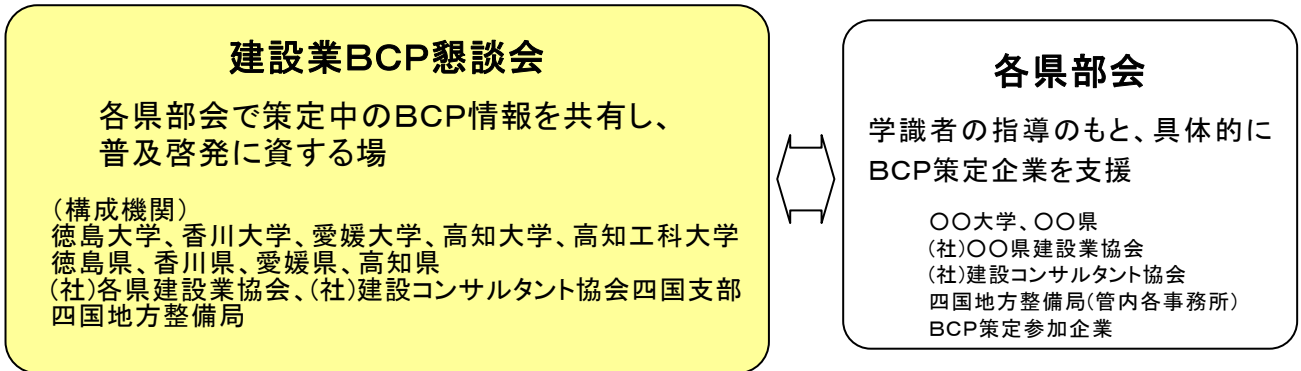 建設業BCP懇談会
各県部会で策定中のBCP情報を共有し、
普及啓発に資する場
(構成機関)
徳島大学、香川大学、愛媛大学、高知大学、高知工科大学
徳島県、香川県、愛媛県、高知県
(社)各県建設業協会、(社)建設コンサルタント協会四国支部
四国地方整備局
各県部会
学識者の指導のもと、具体的に
BCP策定企業を支援
〇〇大学、〇〇県
(社)〇〇県建設業協会
(社)建設コンサルタント協会
四国地方整備局(管内各事務所)
BCP策定参加企業